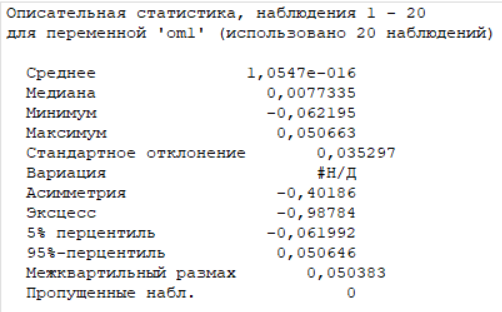 Описательная статистика, наблюдения 1 - 20
для переменной 'om1' (использовано 20 наблюдений)
Среднее 1,0547e-016
Медиана 0,0077335
Минимум -0,062195
Максимум 0,050663
Стандартное отклонение 0,035297
Вариация #Н/Д
Асимметрия -0,40186
Эксцесс -0,98784
5% перцентиль -0,061992
95%-перцентиль 0,050646
Межквартильный размах 0,050383
Пропущенные набл. 0